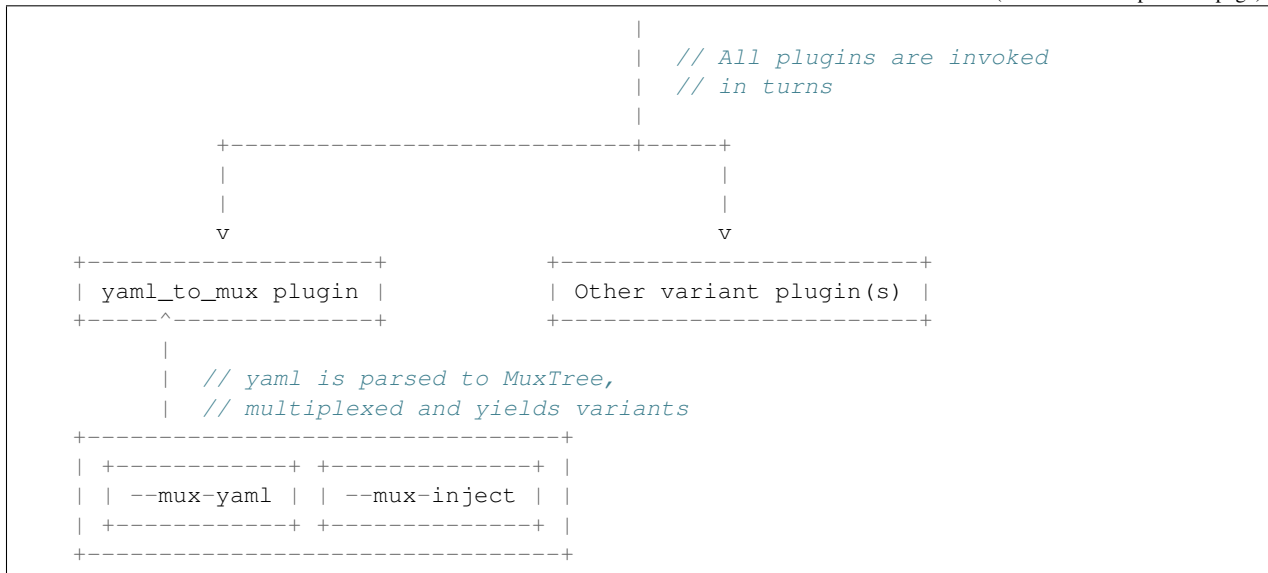 |
|  // All plugins are invoked
|  // in turns
|
+------------------------------+-----+
|                                  |
|                                  |
v                                  v
+--------------------+           +-------------------------+
| yaml_to_mux plugin |           | Other variant plugin(s) |
+-----^--------------+           +-------------------------+
|
|  // yaml is parsed to MuxTree,
|  // multiplexed and yields variants
+---------------------------------+
| +------------+ +--------------+ |
| | --mux-yaml | | --mux-inject | |
| +------------+ +--------------+ |
+---------------------------------+